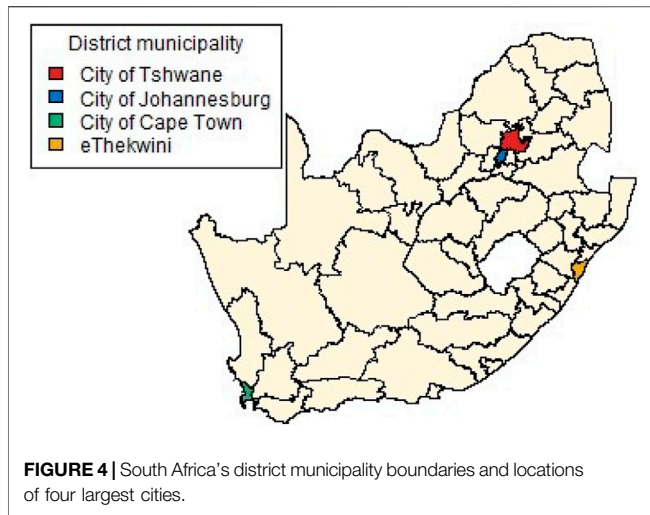 District municipality
City of Tshwane
City of Johannesburg
City of Cape Town
eThekwini
FIGURE 4 | South Africa's district municipality boundaries and locations
of four largest cities.